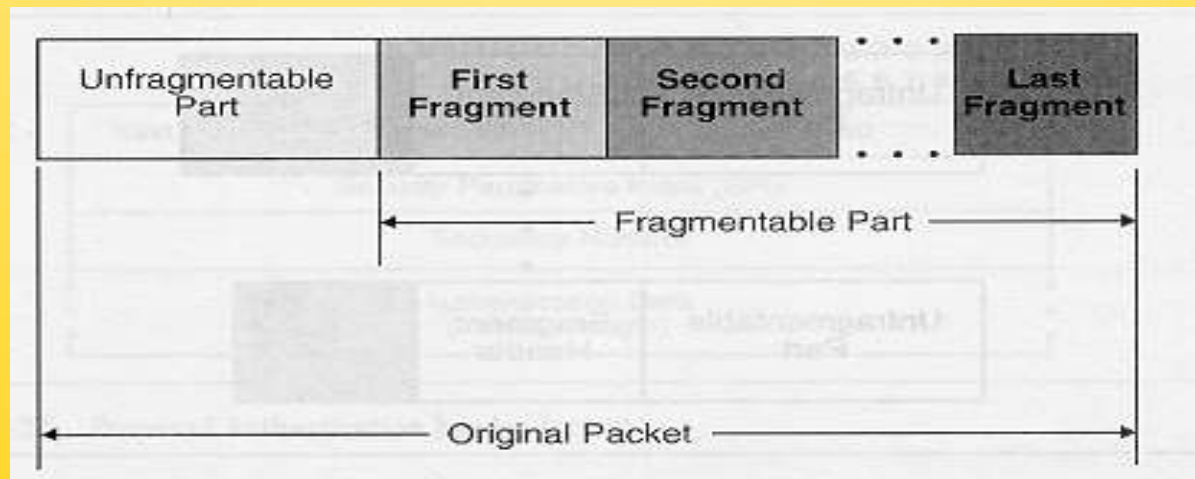 Unfragmentable
Part
First
Fragment
Second
Fragment
Last
Fragment
Fragmentable Part
Original Packet